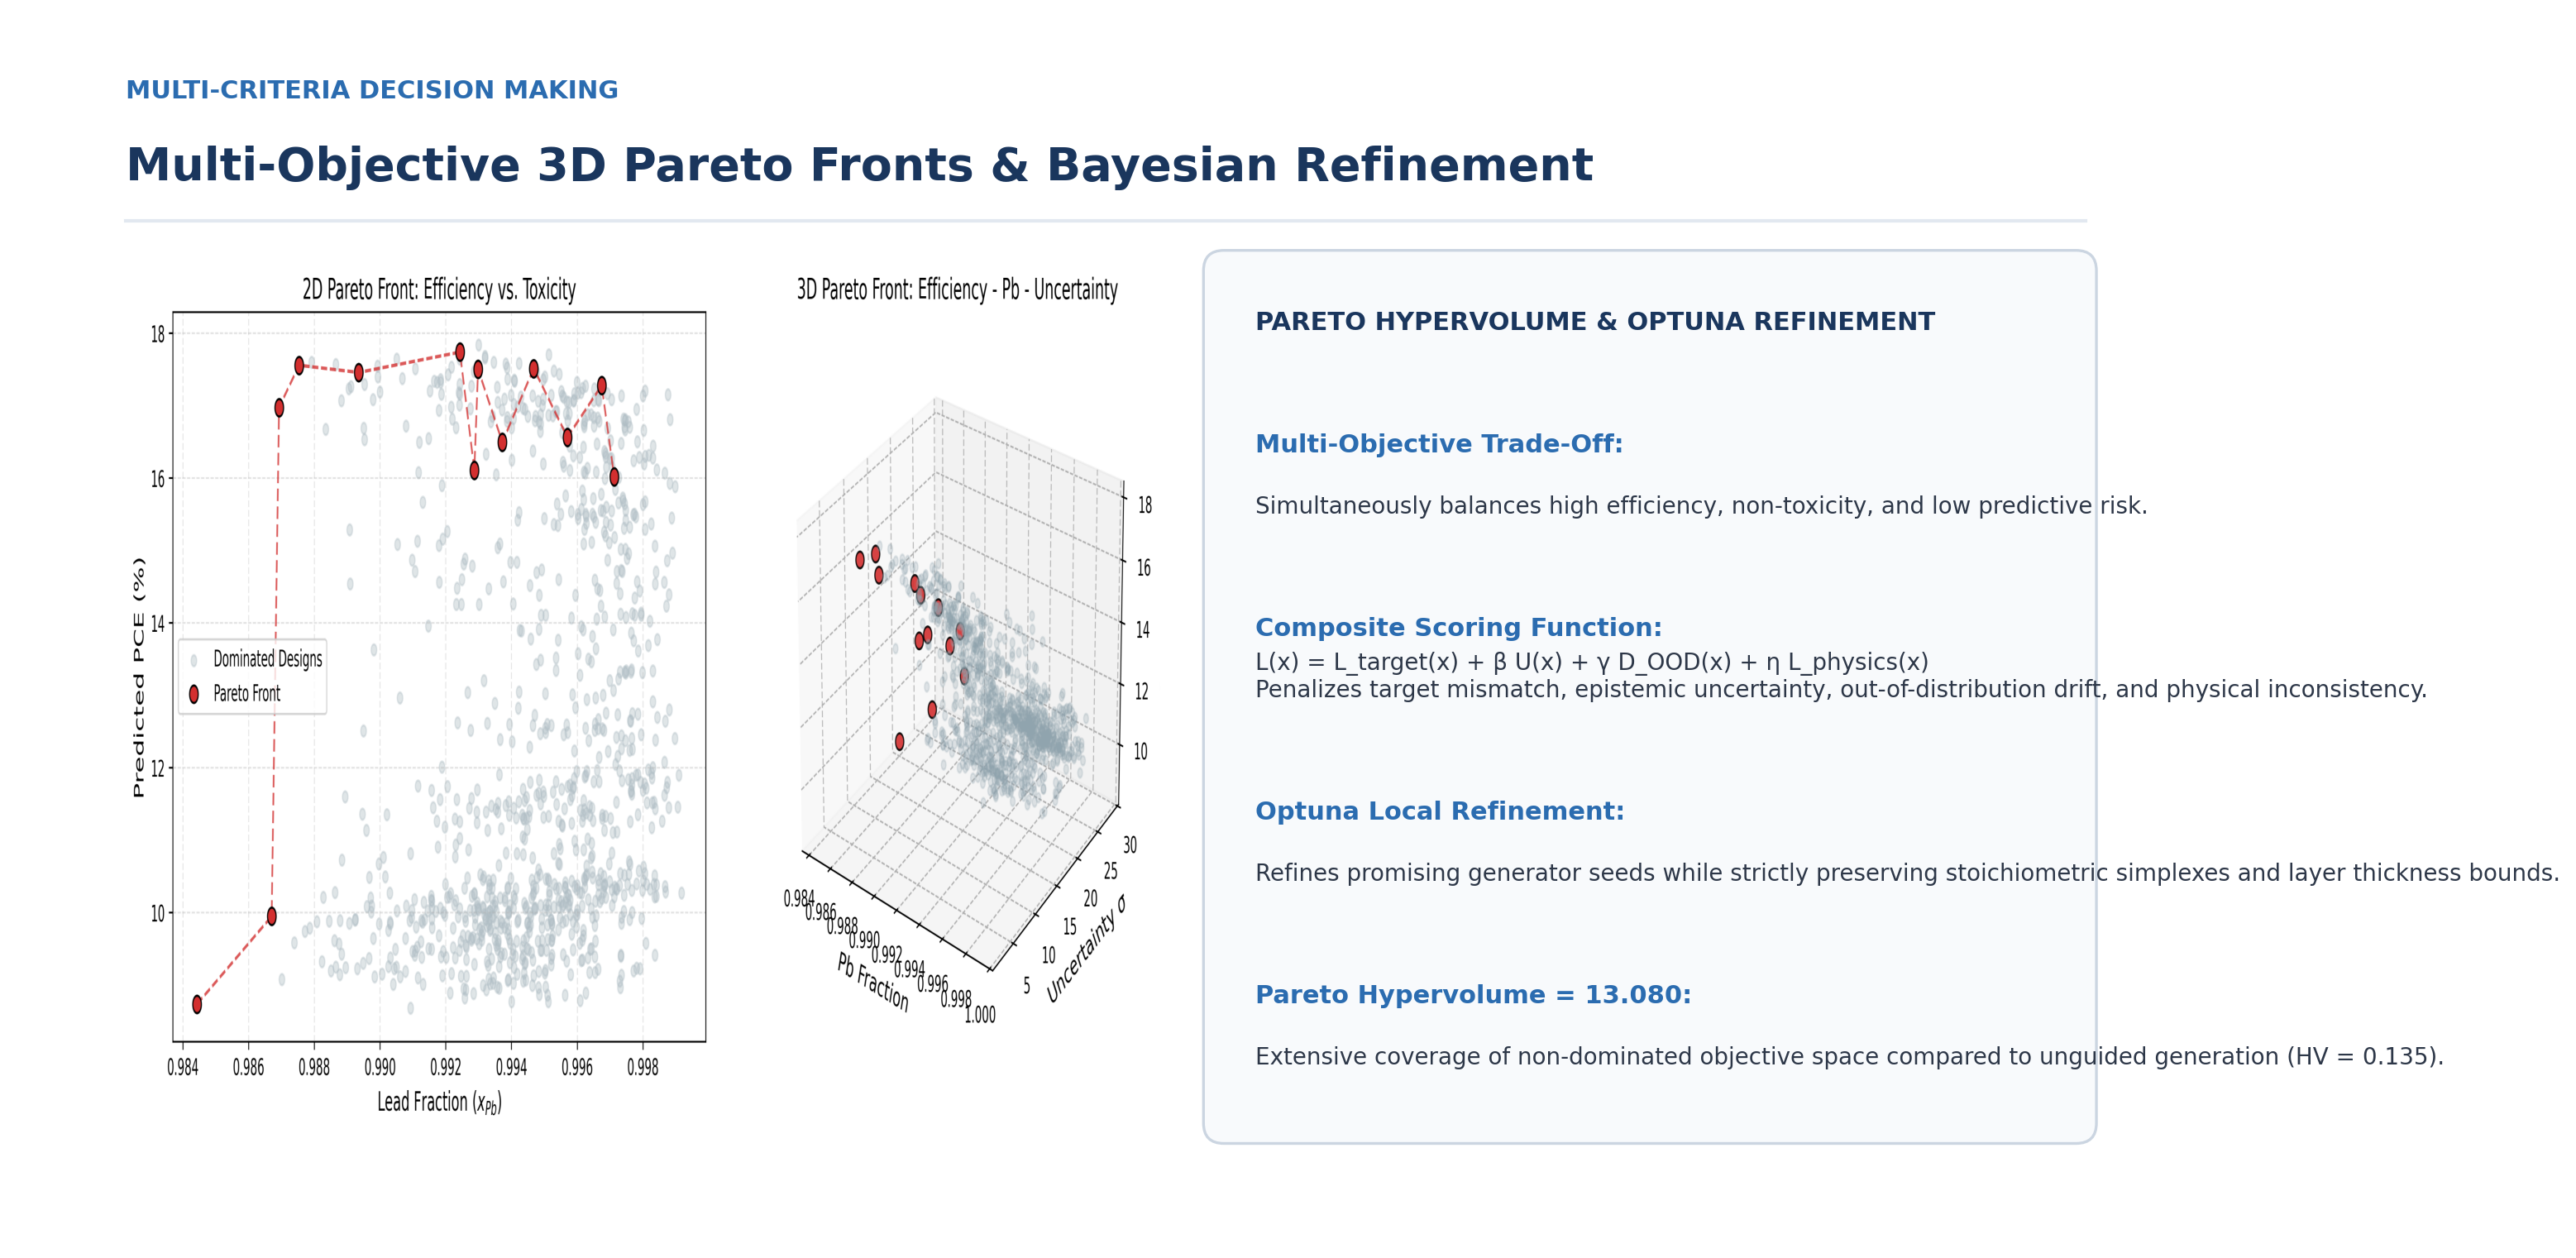 MULTI-CRITERIA DECISION MAKING
Multi-Objective 3D Pareto Fronts & Bayesian Refinement
2D Pareto Front: Efficiency vs. Toxicity
18
16
14
12
10
Predicted PCE (%)
Dominated Designs
Pareto Front
0.984 0.986 0.988 0.990 0.992 0.994 0.996 0.998
Lead Fraction (xPb)
3D Pareto Front: Efficiency - Pb - Uncertainty
18
16
14
12
10
30
25
20
15
10
5
Uncertainty σ
0.984
0.986
0.988
0.990
0.992
0.994
0.996
0.998
1.000
Pb Fraction
PARETO HYPERVOLUME & OPTUNA REFINEMENT
Multi-Objective Trade-Off:
Simultaneously balances high efficiency, non-toxicity, and low predictive risk.
Composite Scoring Function:
L(x) = L_target(x) + β U(x) + γ D_OOD(x) + η L_physics(x)
Penalizes target mismatch, epistemic uncertainty, out-of-distribution drift, and physical inconsistency.
Optuna Local Refinement:
Refines promising generator seeds while strictly preserving stoichiometric simplexes and layer thickness bounds.
Pareto Hypervolume = 13.080:
Extensive coverage of non-dominated objective space compared to unguided generation (HV = 0.135).